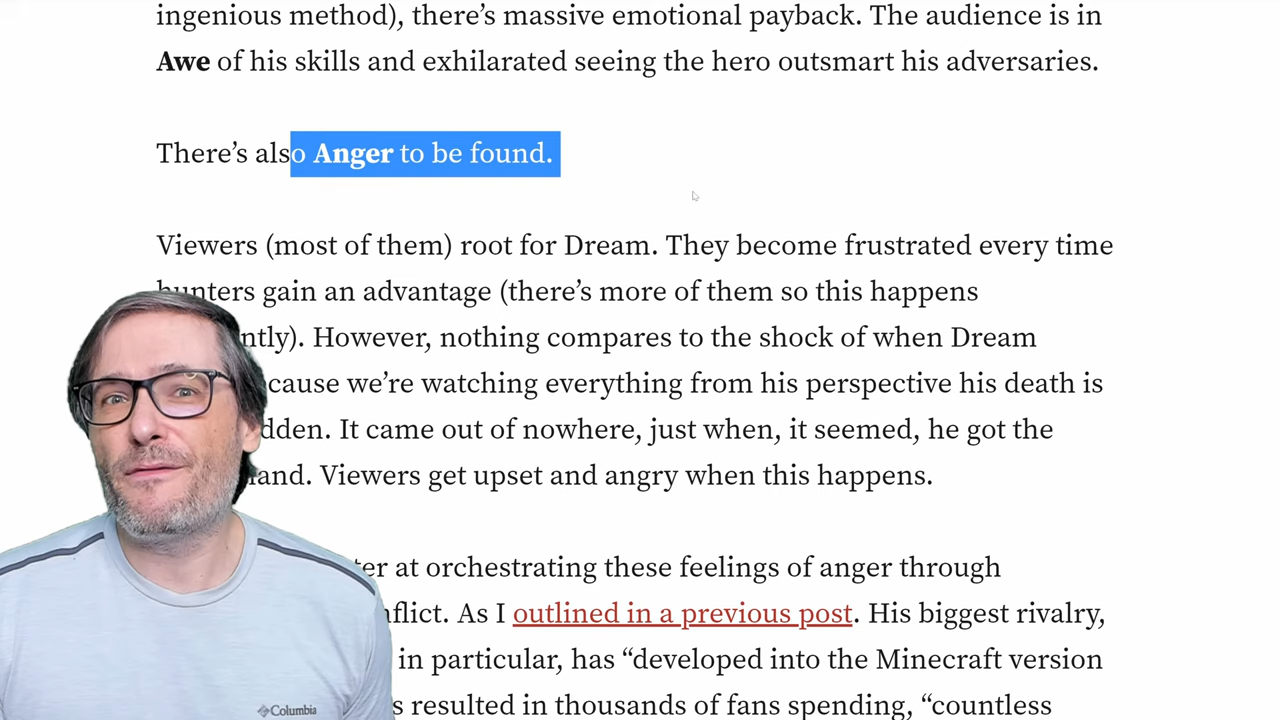 ingenious method), there’s massive emotional payback. The audience is in
Awe of his skills and exhilarated seeing the hero outsmart his adversaries.
There’s also Anger to be found.
Viewers (most of them) root for Dream. They become frustrated every time
hunters gain an advantage (there’s more of them so this happens
ntly). However, nothing compares to the shock of when Dream
cause we’re watching everything from his perspective his death is
dden. It came out of nowhere, just when, it seemed, he got the
hand. Viewers get upset and angry when this happens.
ter at orchestrating these feelings of anger through
nflict. As I outlined in a previous post. His biggest rivalry,
in particular, has “developed into the Minecraft version
s resulted in thousands of fans spending, “countless
Columbia